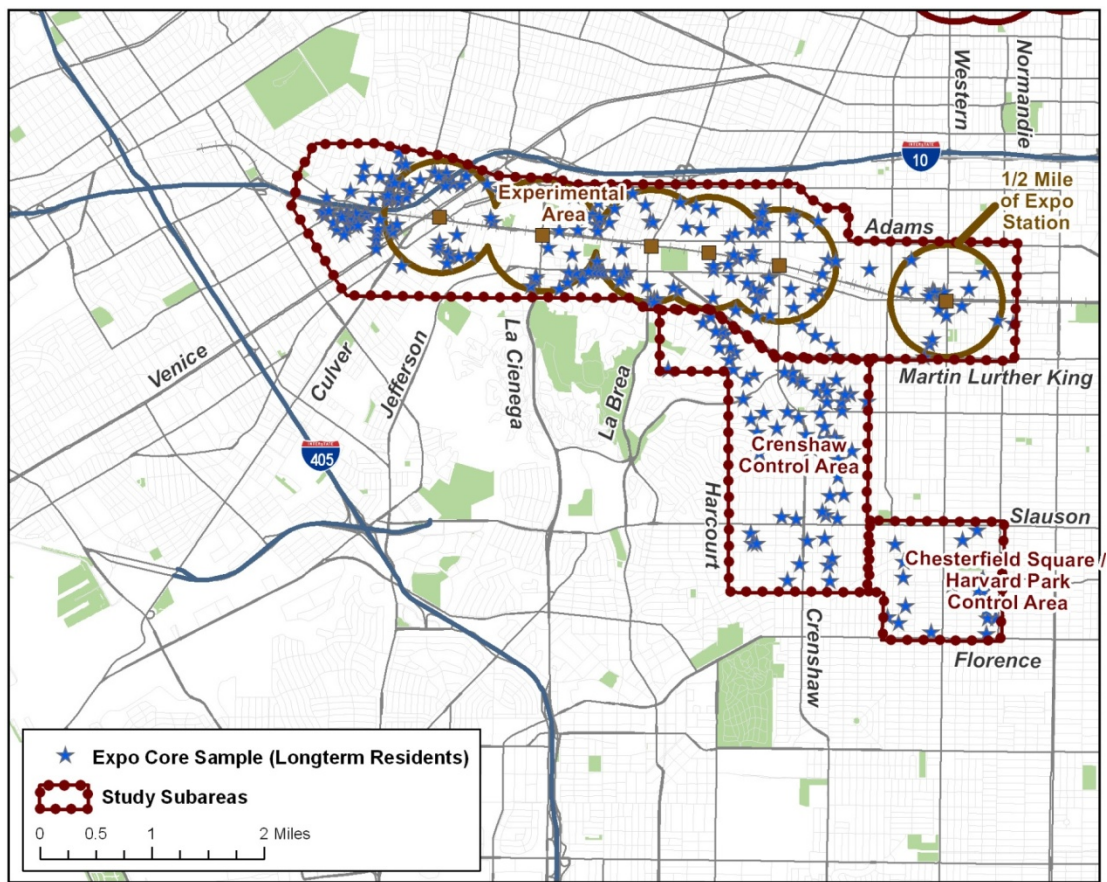 Western
Normandie
INTERSTATE
10
1/2 Mile
of Expo
Station
Experimental
Area
Adams
Venice
Culver
Jefferson
La Cienega
La Brea
Martin Lurther King
INTERSTATE
405
Crenshaw
Control Area
Harcourt
Slauson
Chesterfield Square /
Harvard Park
Control Area
Crenshaw
Florence
Expo Core Sample (Longterm Residents)
Study Subareas
0 0.5 1 2 Miles